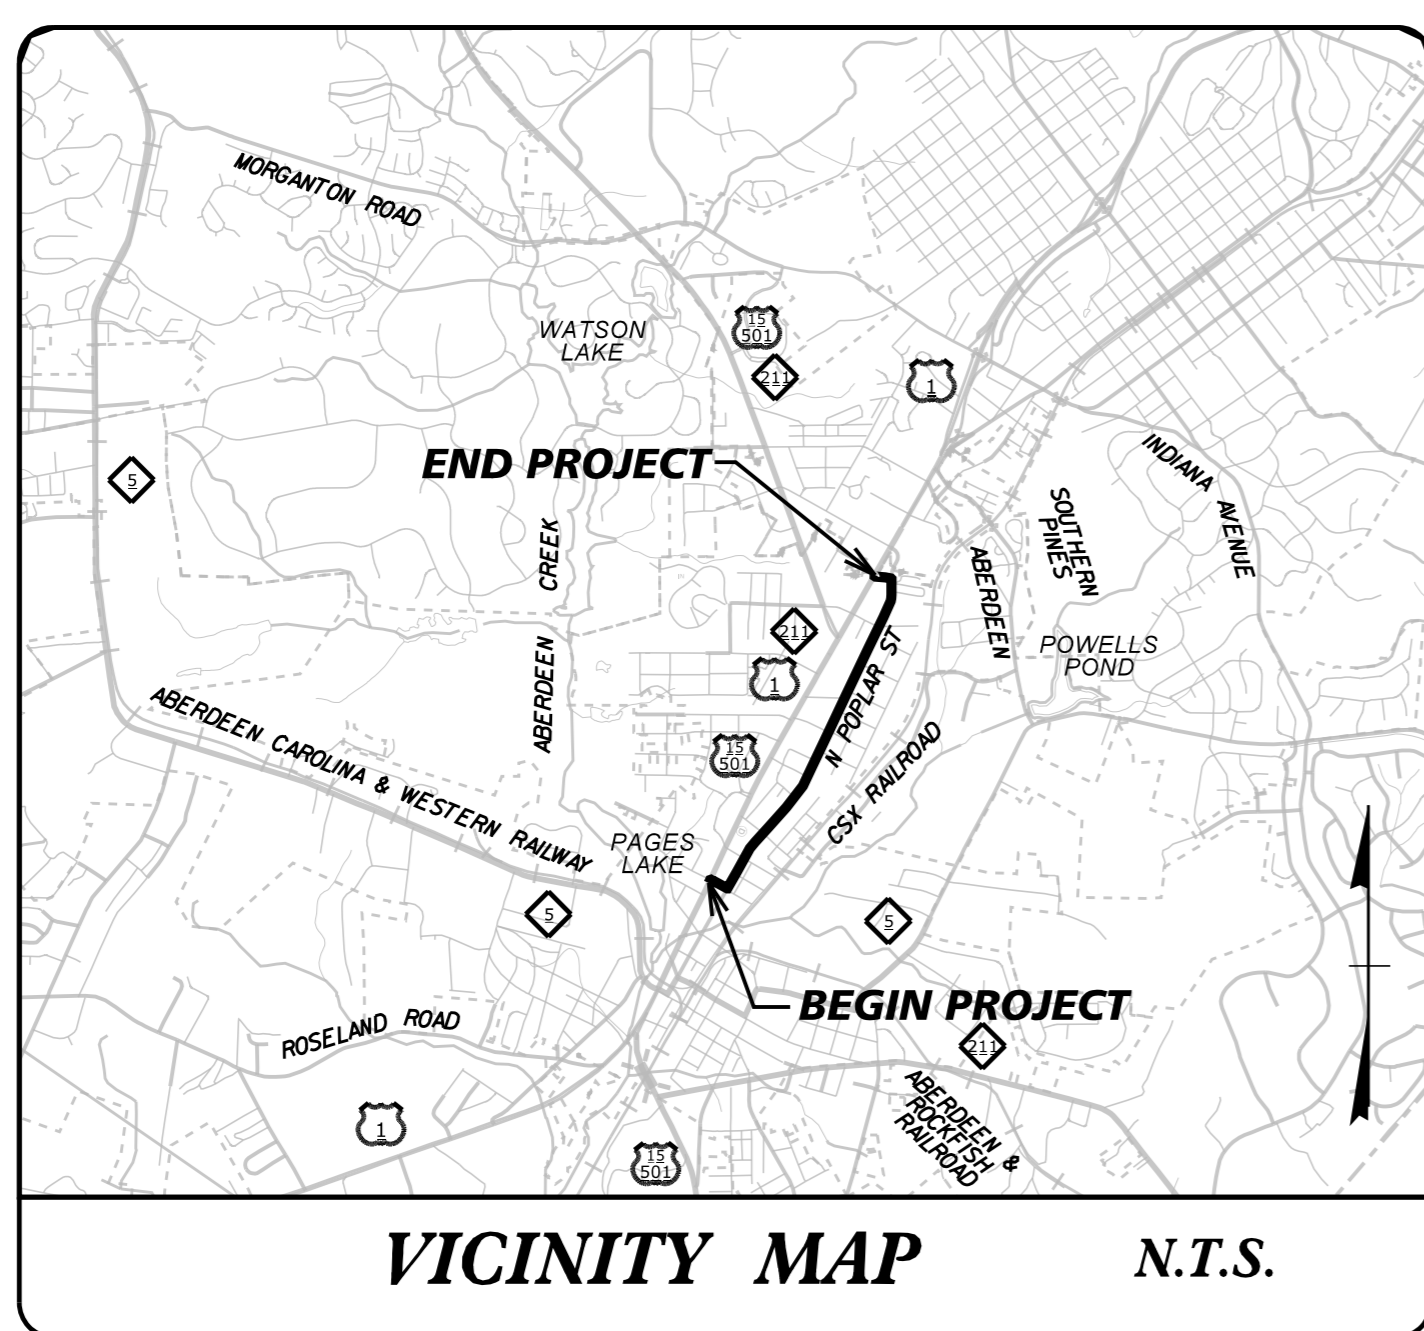 MORGANTON ROAD
WATSON
LAKE
15
501
211
1
END PROJECT
5
INDIANA AVENUE
SOUTHERN
PINES
ABERDEEN
ABERDEEN CREEK
211
1
N POPLAR ST
POWELLS
POND
15
501
CSX RAILROAD
ABERDEEN CAROLINA & WESTERN RAILWAY
PAGES
LAKE
5
5
BEGIN PROJECT
211
ROSELAND ROAD
ABERDEEN &
ROCKFISH
RAILROAD
1
15
501
VICINITY MAP
N.T.S.